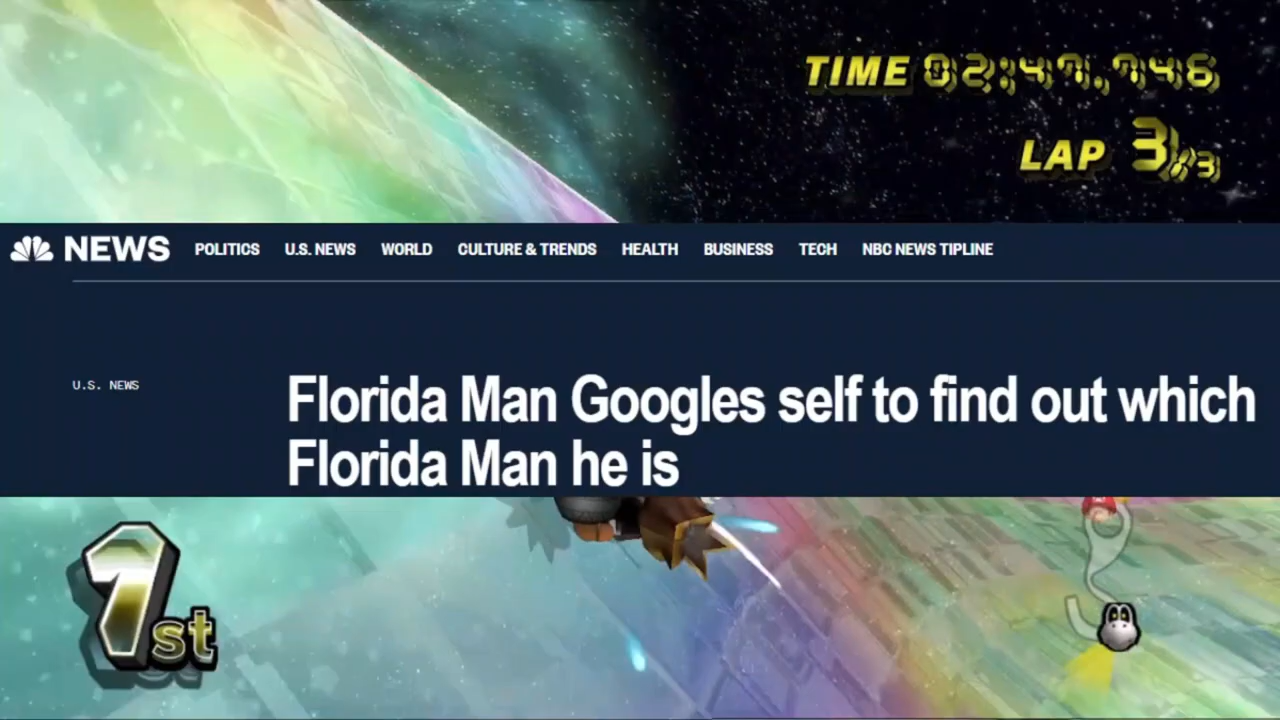 TIME 02:47.746
LAP 3/3
NEWS POLITICS U.S. NEWS WORLD CULTURE & TRENDS HEALTH BUSINESS TECH NBC NEWS TIPLINE
U.S. NEWS
Florida Man Googles self to find out which
Florida Man he is
1st